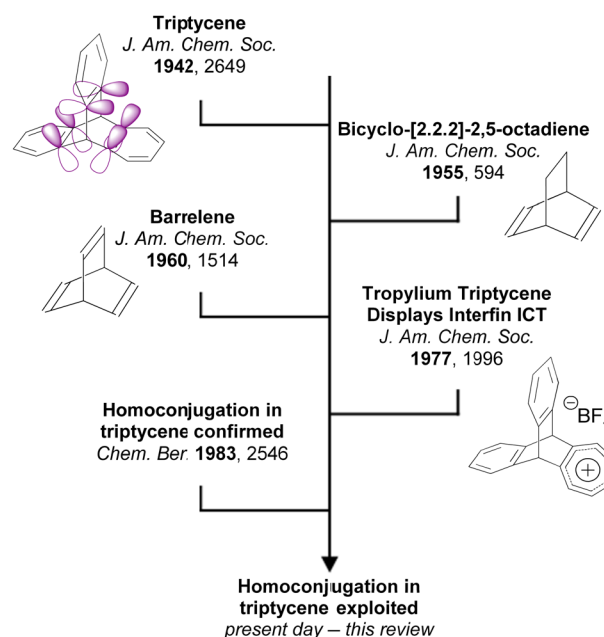 Triptycene
J. Am. Chem. Soc.
1942, 2649
Bicyclo-[2.2.2]-2,5-octadiene
J. Am. Chem. Soc.
1955, 594
Barrelene
J. Am. Chem. Soc.
1960, 1514
Tropylium Triptycene
Displays Interfin ICT
J. Am. Chem. Soc.
1977, 1996
⊖BF
+
Homoconjugation in
triptycene confirmed
Chem. Ber. 1983, 2546
Homoconjugation in
triptycene exploited
present day – this review